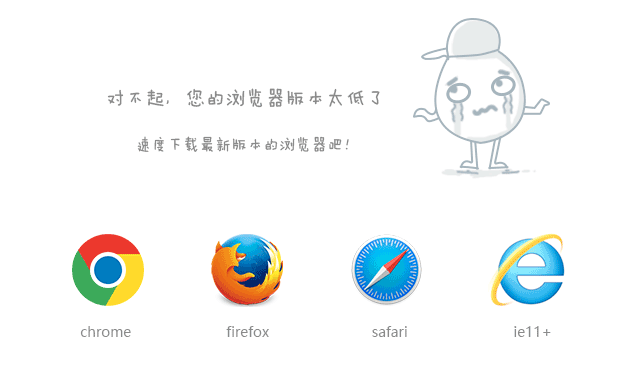 对不起，您的浏览器版本太低了
速度下载最新版本的浏览器吧！
chrome
firefox
safari
ie11+